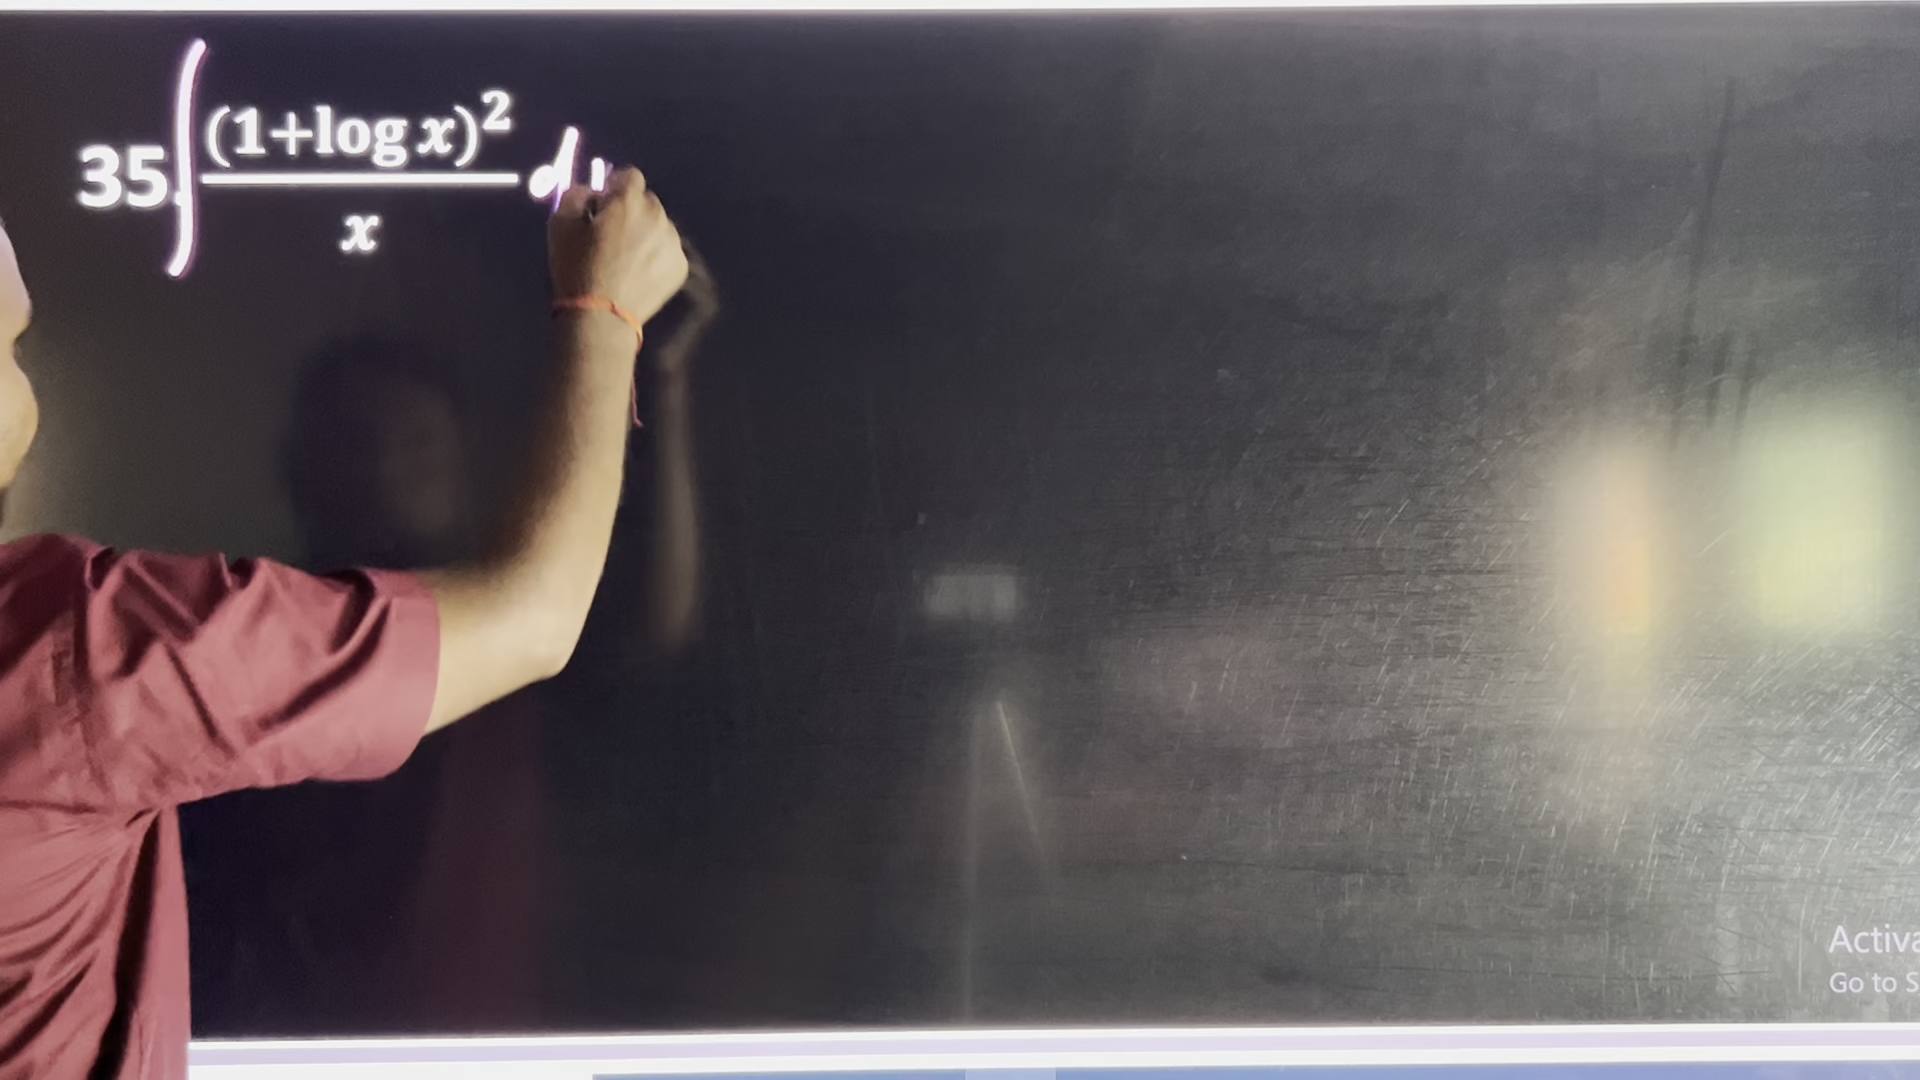 35. ∫ (1+log x)² / x d
Activa
Go to S